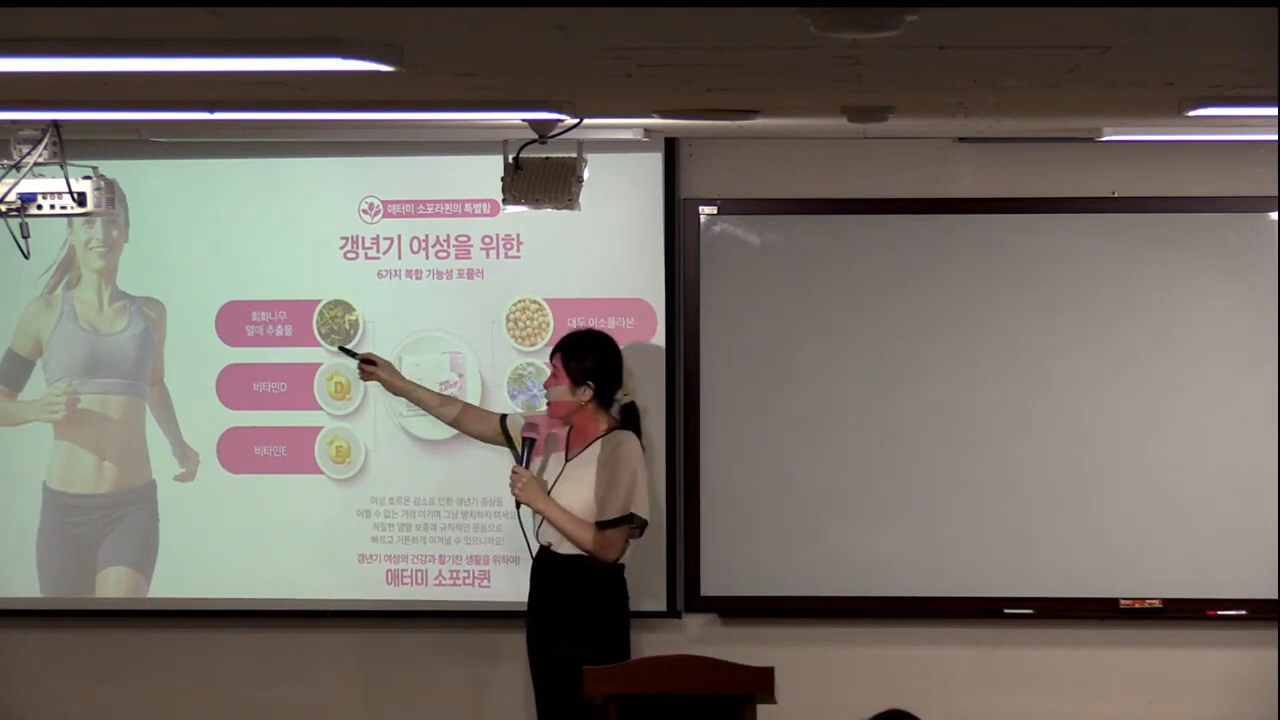 애터미 소포라퀸의 특별함
갱년기 여성을 위한
6가지 복합 기능성 포뮬러
회화나무
열매 추출물
대두 이소플라본
비타민D
D
비타민E
E
여성 호르몬 감소로 인한 갱년기 증상을
어쩔 수 있는 거라 여기며 그냥 방치하지 마세요
적절한 영양 보충과 규칙적인 운동으로
빠르고 거뜬하게 이겨낼 수 있으니까요!
갱년기 여성의 건강과 활기찬 생활을 위하여!
애터미 소포라퀸